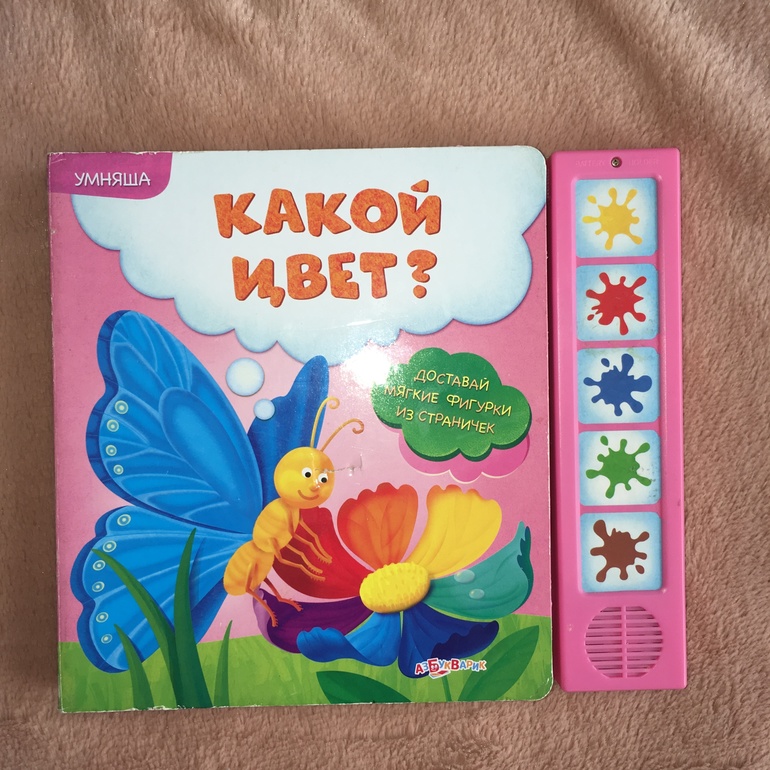 УМНЯША
КАКОЙ
ЦВЕТ?
ДОСТАВАЙ
МЯГКИЕ ФИГУРКИ
ИЗ СТРАНИЧЕК
АЗБУКВАРИК